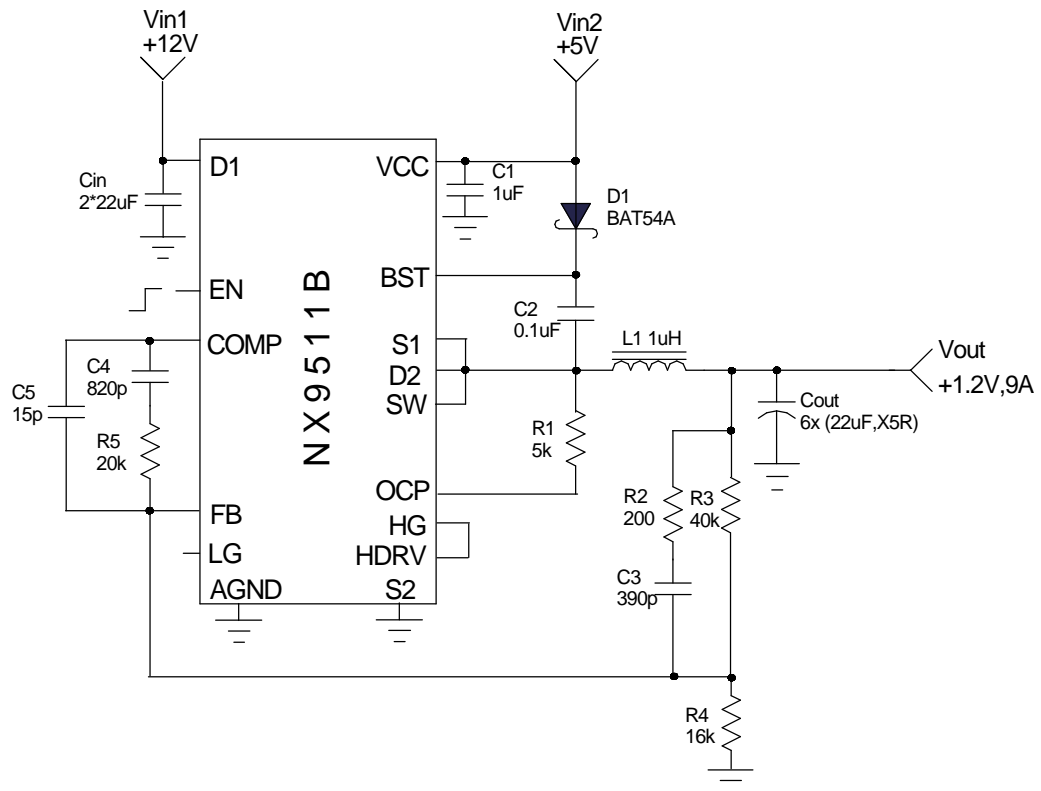 Vin1
+12V
Vin2
+5V
D1
VCC
Cin
2*22uF
C1
1uF
D1
BAT54A
EN
BST
C2
0.1uF
COMP
S1
D2
SW
L1 1uH
Vout
+1.2V,9A
C4
820p
C5
15p
R5
20k
NX9511B
R1
5k
Cout
6x (22uF,X5R)
OCP
FB
HG
R2
200
R3
40k
LG
HDRV
AGND
S2
C3
390p
R4
16k